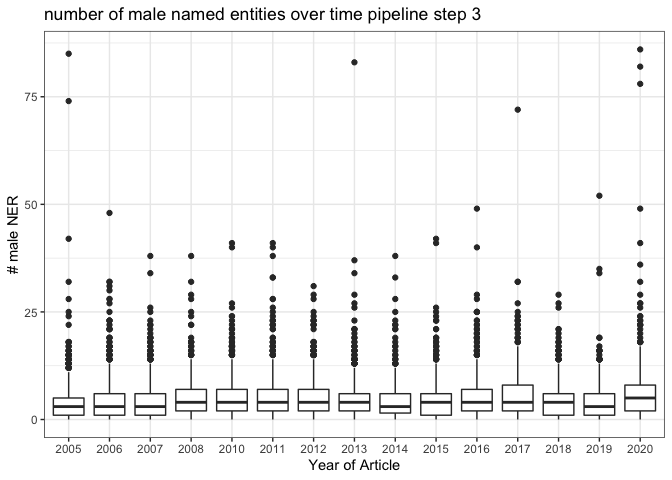 number of male named entities over time pipeline step 3
75
50
25
0
# male NER
2005 2006 2007 2008 2010 2011 2012 2013 2014 2015 2016 2017 2018 2019 2020
Year of Article